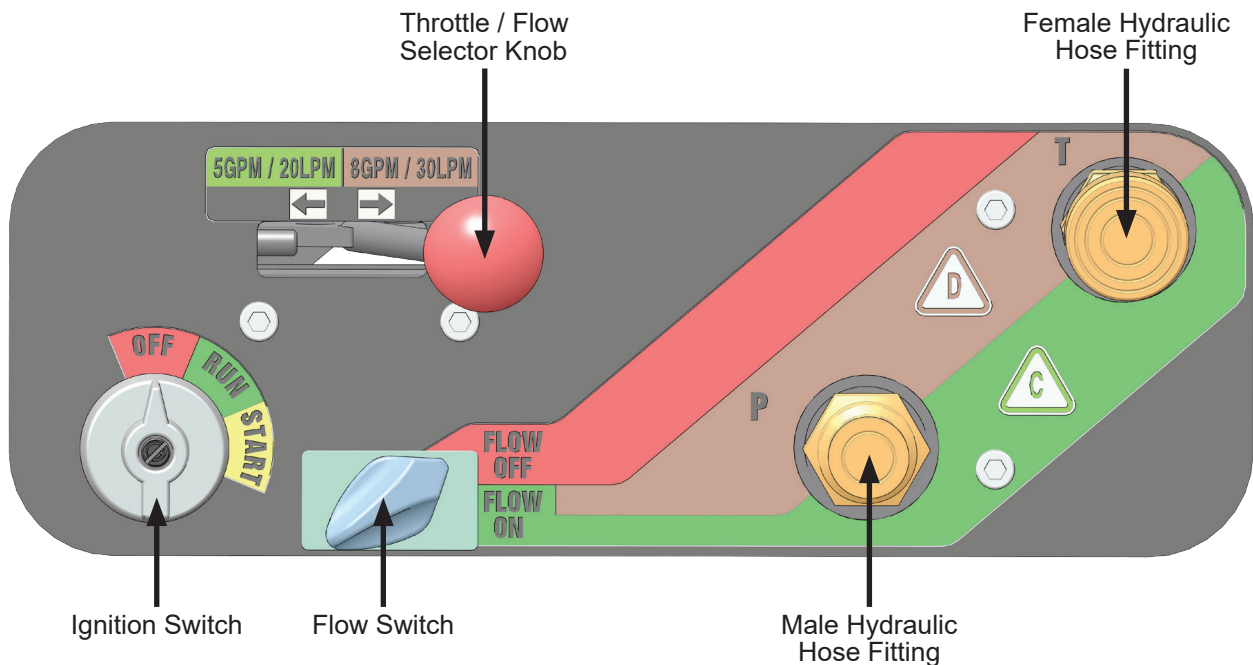 Throttle / Flow
Selector Knob
Female Hydraulic
Hose Fitting
5GPM / 20LPM
8GPM / 30LPM
T
D
OFF
RUN
START
C
P
FLOW
OFF
FLOW
ON
Ignition Switch
Flow Switch
Male Hydraulic
Hose Fitting